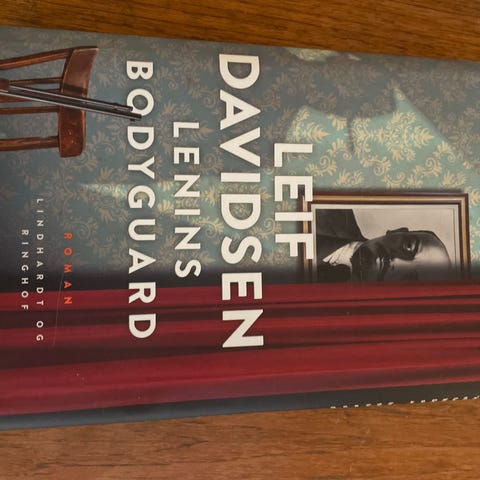 LEIF
DAVIDSEN
LENINS
BODYGUARD
ROMAN
LINDHARDT OG
RINGHOF